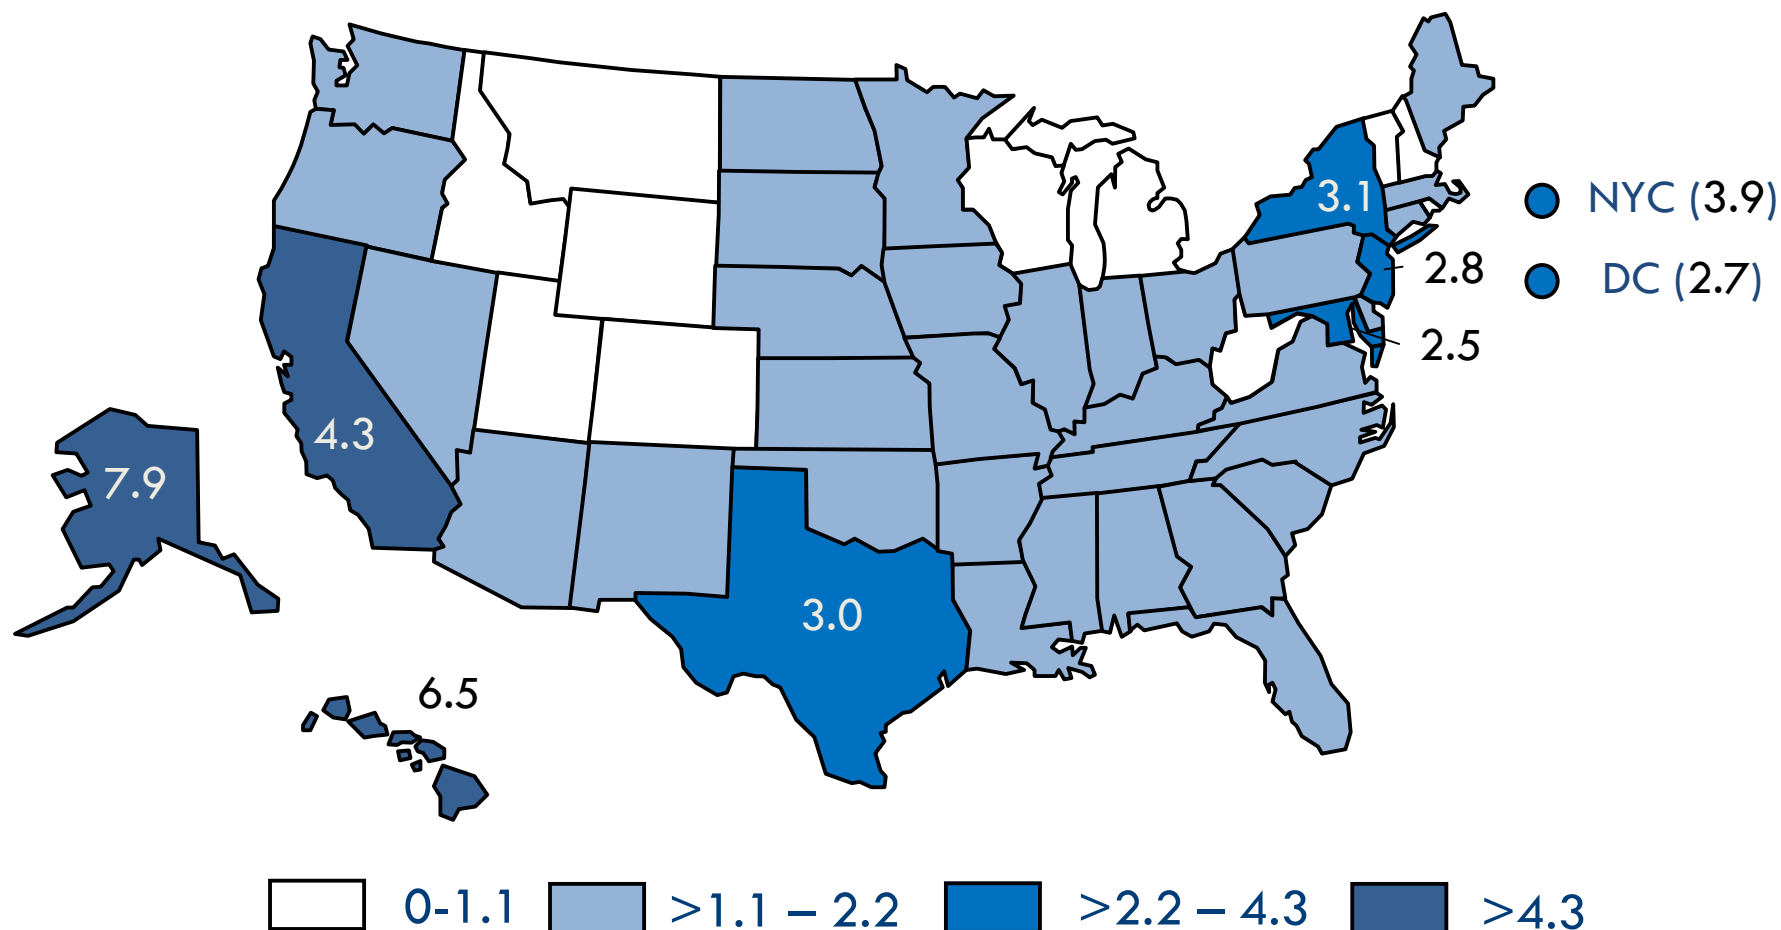 3.1
NYC (3.9)
2.8
DC (2.7)
2.5
4.3
7.9
3.0
6.5
0-1.1
>1.1 – 2.2
>2.2 – 4.3
>4.3